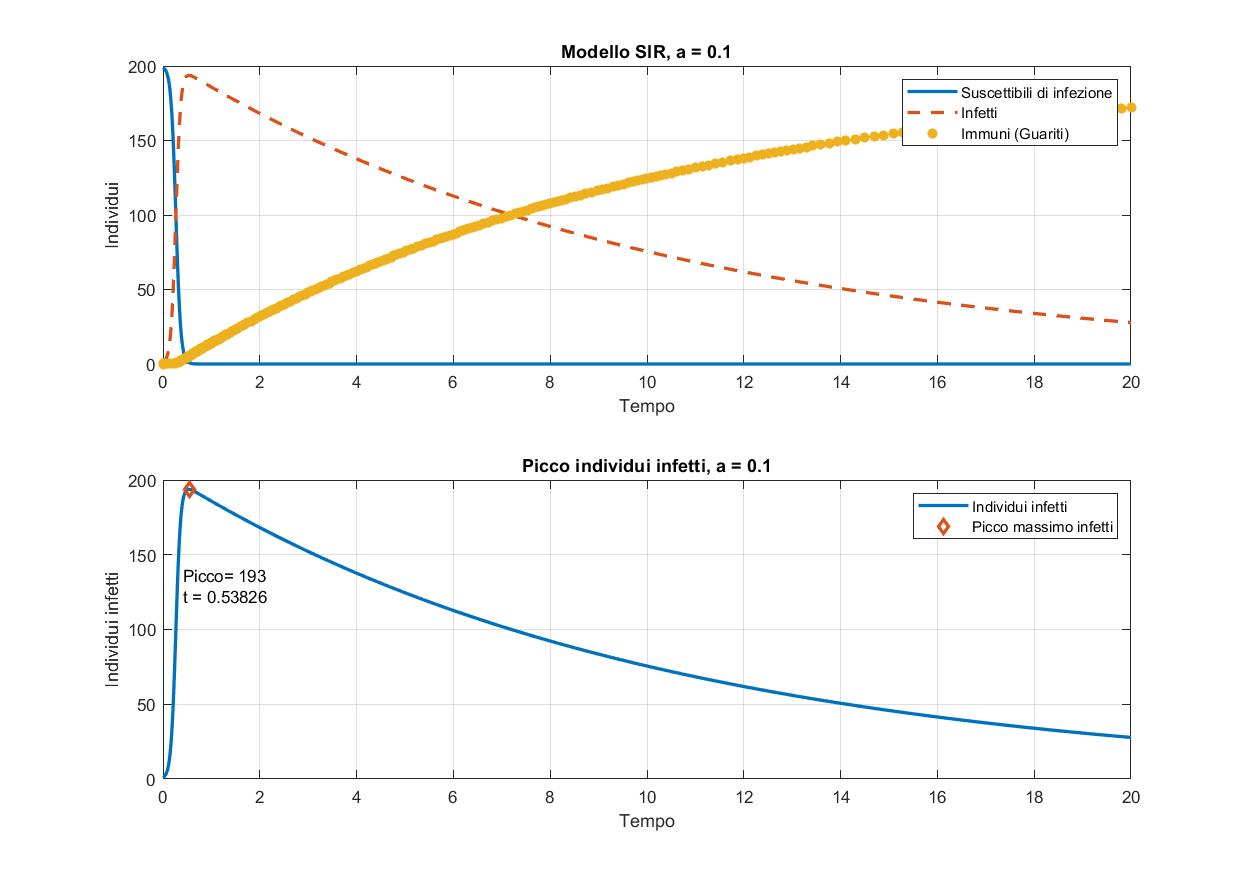 Modello SIR, a = 0.1
200
150
100
50
0
Individui
Suscettibili di infezione
Infetti
Immuni (Guariti)
0 2 4 6 8 10 12 14 16 18 20
Tempo
Picco individui infetti, a = 0.1
200
150
100
50
0
Individui infetti
Individui infetti
Picco massimo infetti
Picco= 193
t = 0.53826
0 2 4 6 8 10 12 14 16 18 20
Tempo